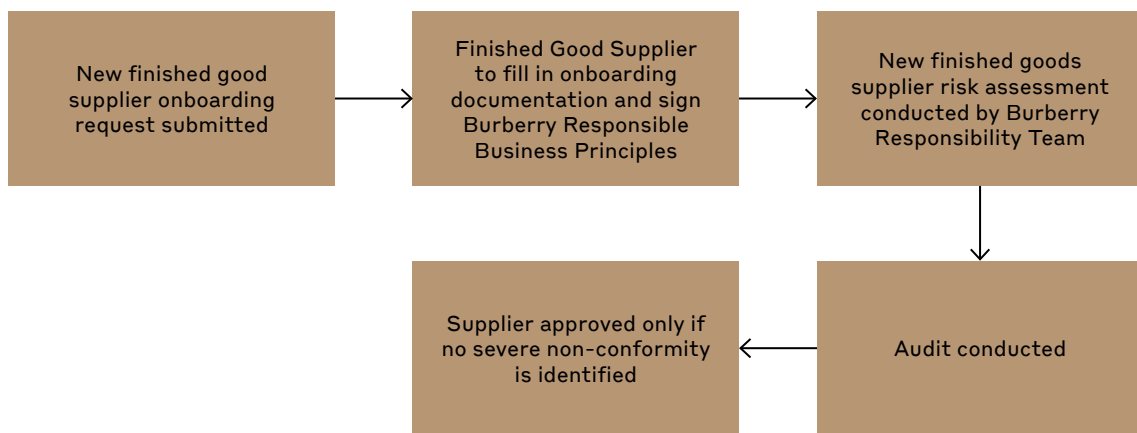 New finished good
supplier onboarding
request submitted
Finished Good Supplier
to fill in onboarding
documentation and sign
Burberry Responsible
Business Principles
New finished goods
supplier risk assessment
conducted by Burberry
Responsibility Team
Audit conducted
Supplier approved only if
no severe non-conformity
is identified